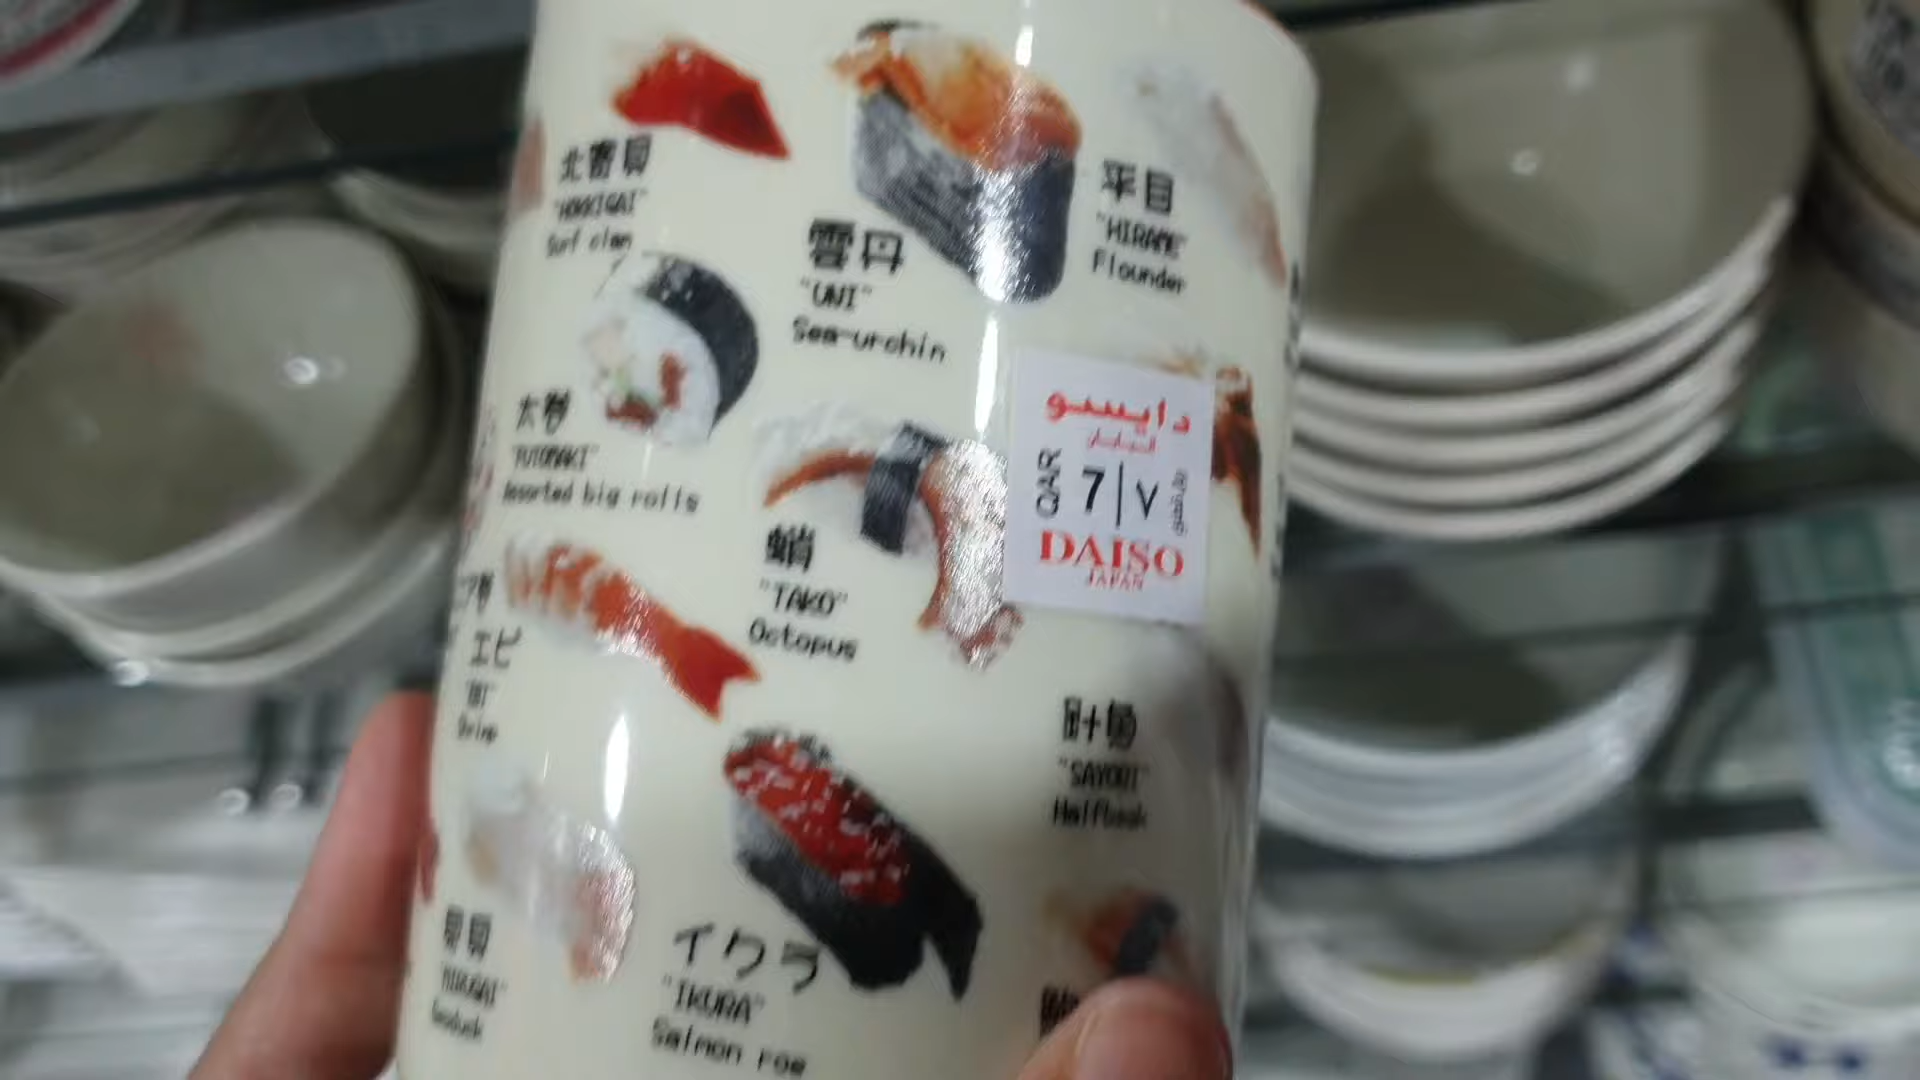 北寄貝
"HOKKIGAI"
Surf clam
雲丹
"UNI"
Sea-urchin
平目
"HIRAME"
Flounder
太巻
"FUTOMAKI"
Assorted big rolls
蛸
"TAKO"
Octopus
دايسو
اليابان
QAR 7|٧
DAISO
JAPAN
エビ
針魚
"SAYORI"
Halfbeak
イクラ
"IKURA"
Salmon roe